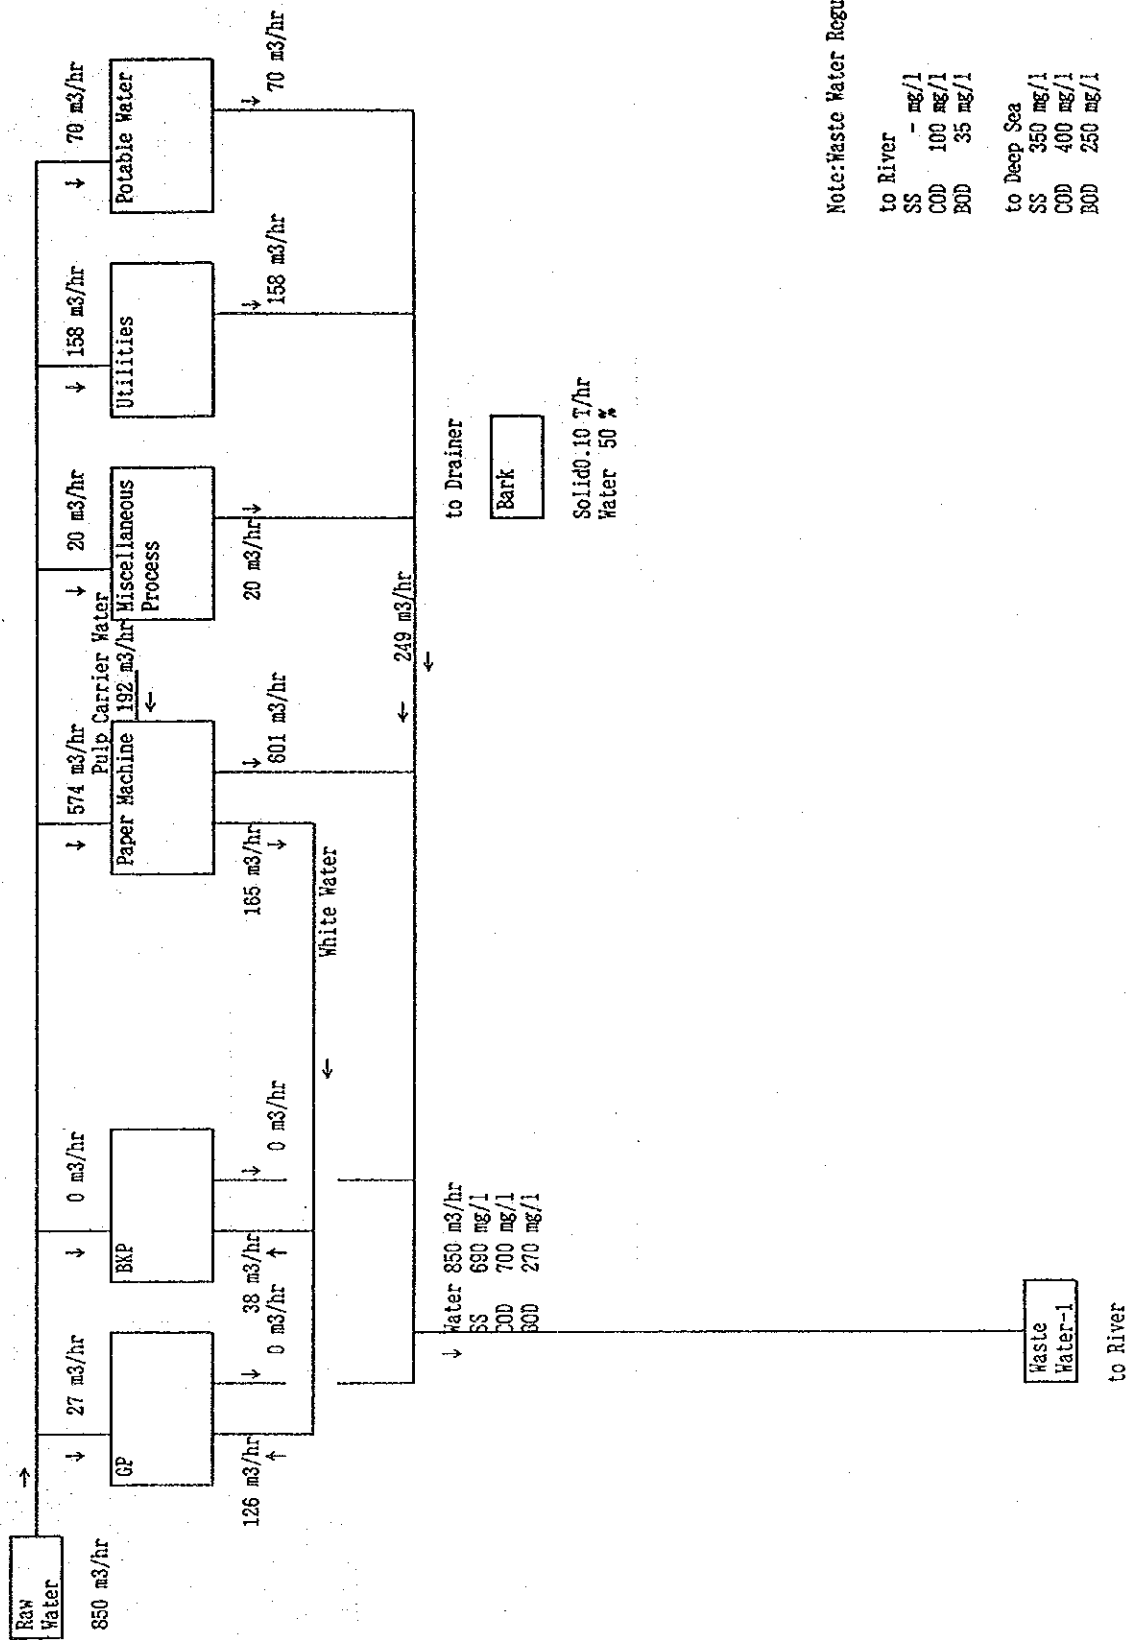 Raw
Water
850 m3/hr
27 m3/hr
GP
126 m3/hr
0 m3/hr
0 m3/hr
BKP
38 m3/hr
0 m3/hr
574 m3/hr
Pulp Carrier Water
192 m3/hr
Paper Machine
165 m3/hr
601 m3/hr
White Water
20 m3/hr
Miscellaneous
Process
20 m3/hr
158 m3/hr
Utilities
158 m3/hr
70 m3/hr
Potable Water
70 m3/hr
249 m3/hr
Water 850 m3/hr
SS 690 mg/l
COD 700 mg/l
BOD 270 mg/l
to Drainer
Bark
Solid0.10 T/hr
Water 50 %
Waste
Water-1
to River
Note:Waste Water Regu
to River
SS - mg/l
COD 100 mg/l
BOD 35 mg/l
to Deep Sea
SS 350 mg/l
COD 400 mg/l
BOD 250 mg/l